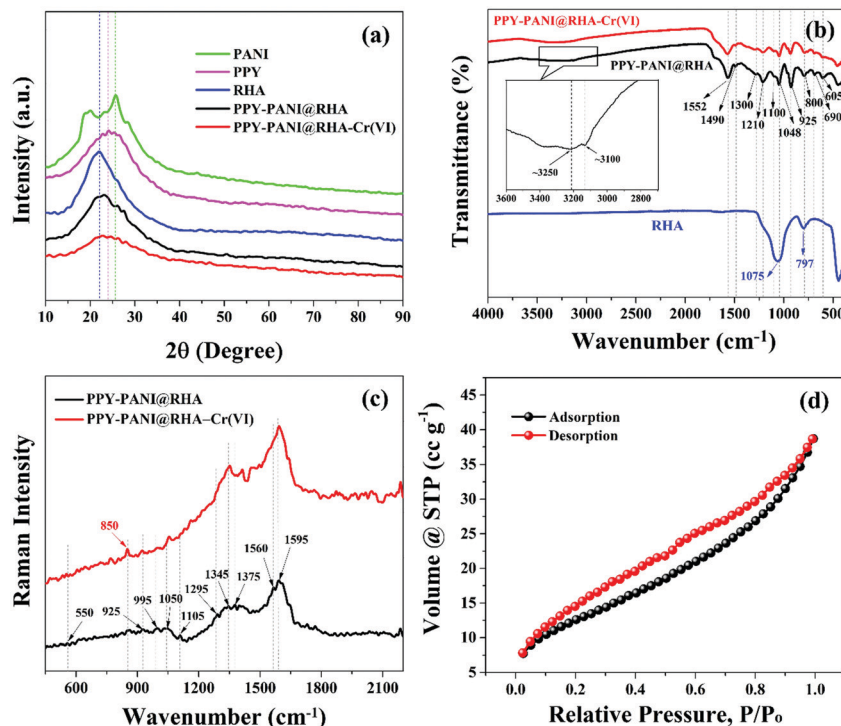 (a)
PANI
PPY
RHA
PPY-PANI@RHA
PPY-PANI@RHA-Cr(VI)
Intensity (a.u.)
10 20 30 40 50 60 70 80 90
2θ (Degree)
(b)
PPY-PANI@RHA-Cr(VI)
PPY-PANI@RHA
1552
1490
1300
1210
1100
1048
925
800
690
605
~3250
~3100
3600 3400 3200 3000 2800
RHA
1075
797
Transmittance (%)
4000 3500 3000 2500 2000 1500 1000 500
Wavenumber (cm-1)
(c)
PPY-PANI@RHA
PPY-PANI@RHA–Cr(VI)
850
550
925
995
1050
1105
1295
1345
1375
1560
1595
Raman Intensity
600 900 1200 1500 1800 2100
Wavenumber (cm-1)
(d)
Adsorption
Desorption
Volume @ STP (cc g-1)
45
40
35
30
25
20
15
10
5
0.0 0.2 0.4 0.6 0.8 1.0
Relative Pressure, P/Po